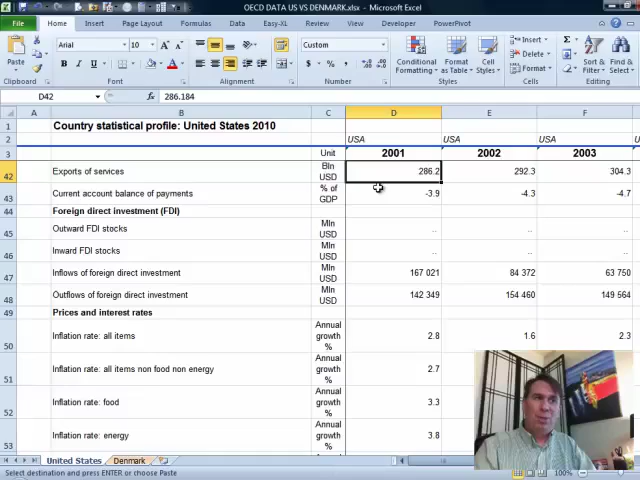 OECD DATA US VS DENMARK.xlsx - Microsoft Excel
File Home Insert Page Layout Formulas Data Easy-XL Review View Developer PowerPivot
Paste
Arial 10
B I U
Custom
$ % ,
Conditional Formatting
Format as Table
Cell Styles
Insert
Delete
Format
Sort & Filter
Find & Select
Clipboard Font Alignment Number Styles Cells Editing
D42 fx 286.184
A B C D E F
1 Country statistical profile: United States 2010
2 USA USA USA
3 Unit 2001 2002 2003
42 Exports of services Bln USD 286.2 292.3 304.3
43 Current account balance of payments % of GDP -3.9 -4.3 -4.7
44 Foreign direct investment (FDI)
45 Outward FDI stocks Mln USD .. .. ..
46 Inward FDI stocks Mln USD .. .. ..
47 Inflows of foreign direct investment Mln USD 167 021 84 372 63 750
48 Outflows of foreign direct investment Mln USD 142 349 154 460 149 564
49 Prices and interest rates
50 Inflation rate: all items Annual growth % 2.8 1.6 2.3
51 Inflation rate: all items non food non energy Annual growth % 2.7
52 Inflation rate: food Annual growth % 3.3
53 Inflation rate: energy Annual growth % 3.8
Annual
United States Denmark
Select destination and press ENTER or choose Paste 100%